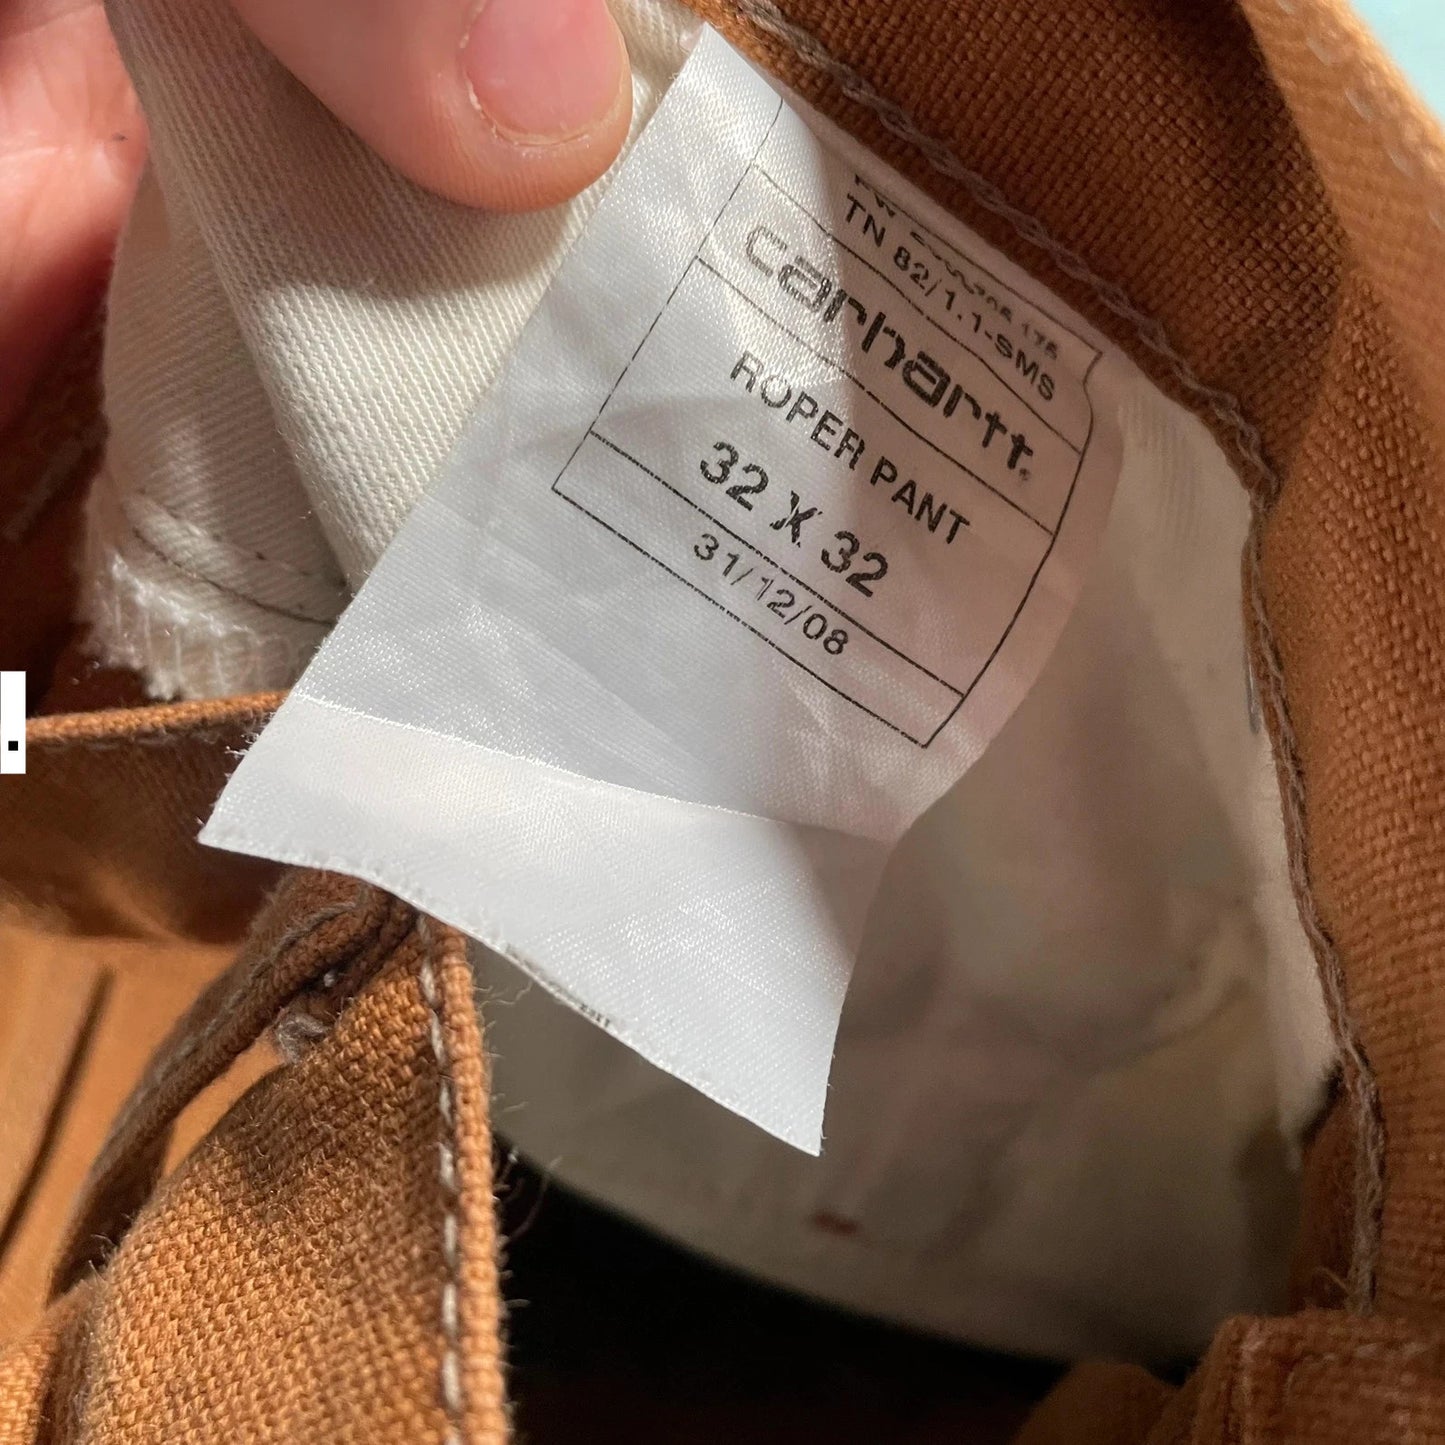 TN 82/1.1-SMS
carhartt
ROPER PANT
32 X 32
31/12/08